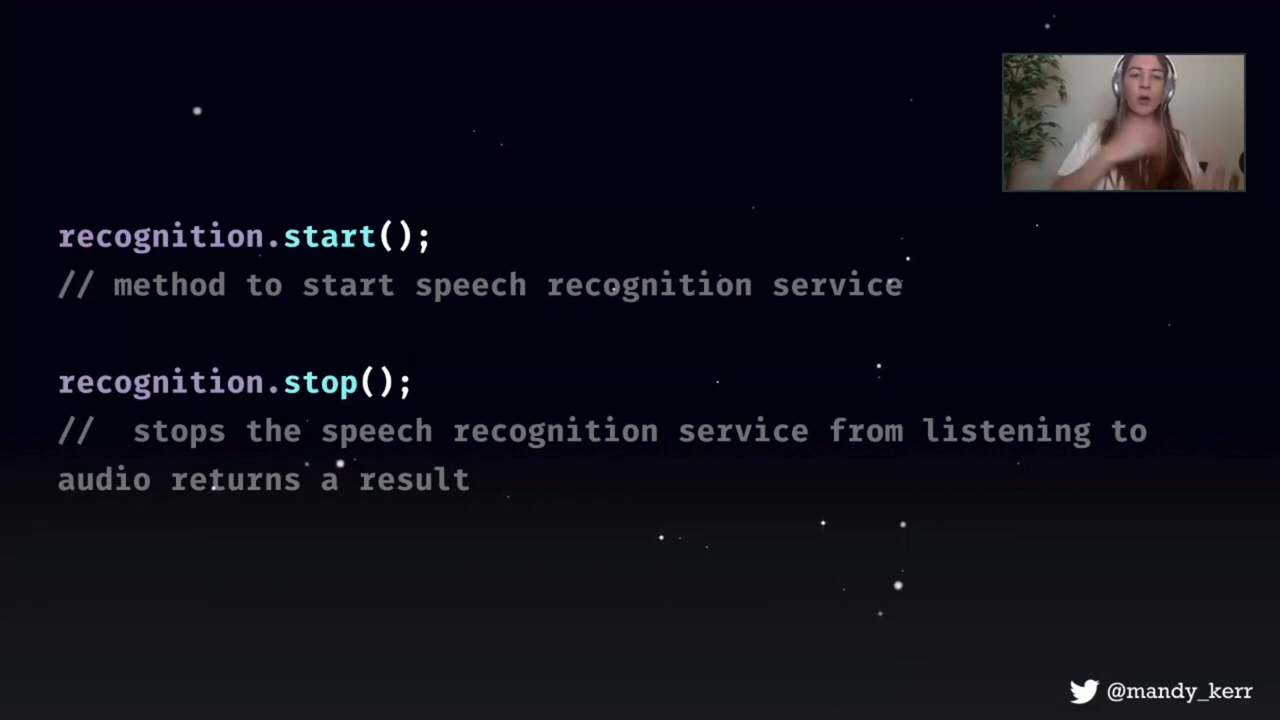 recognition.start();
// method to start speech recognition service
recognition.stop();
//  stops the speech recognition service from listening to
audio returns a result
@mandy_kerr